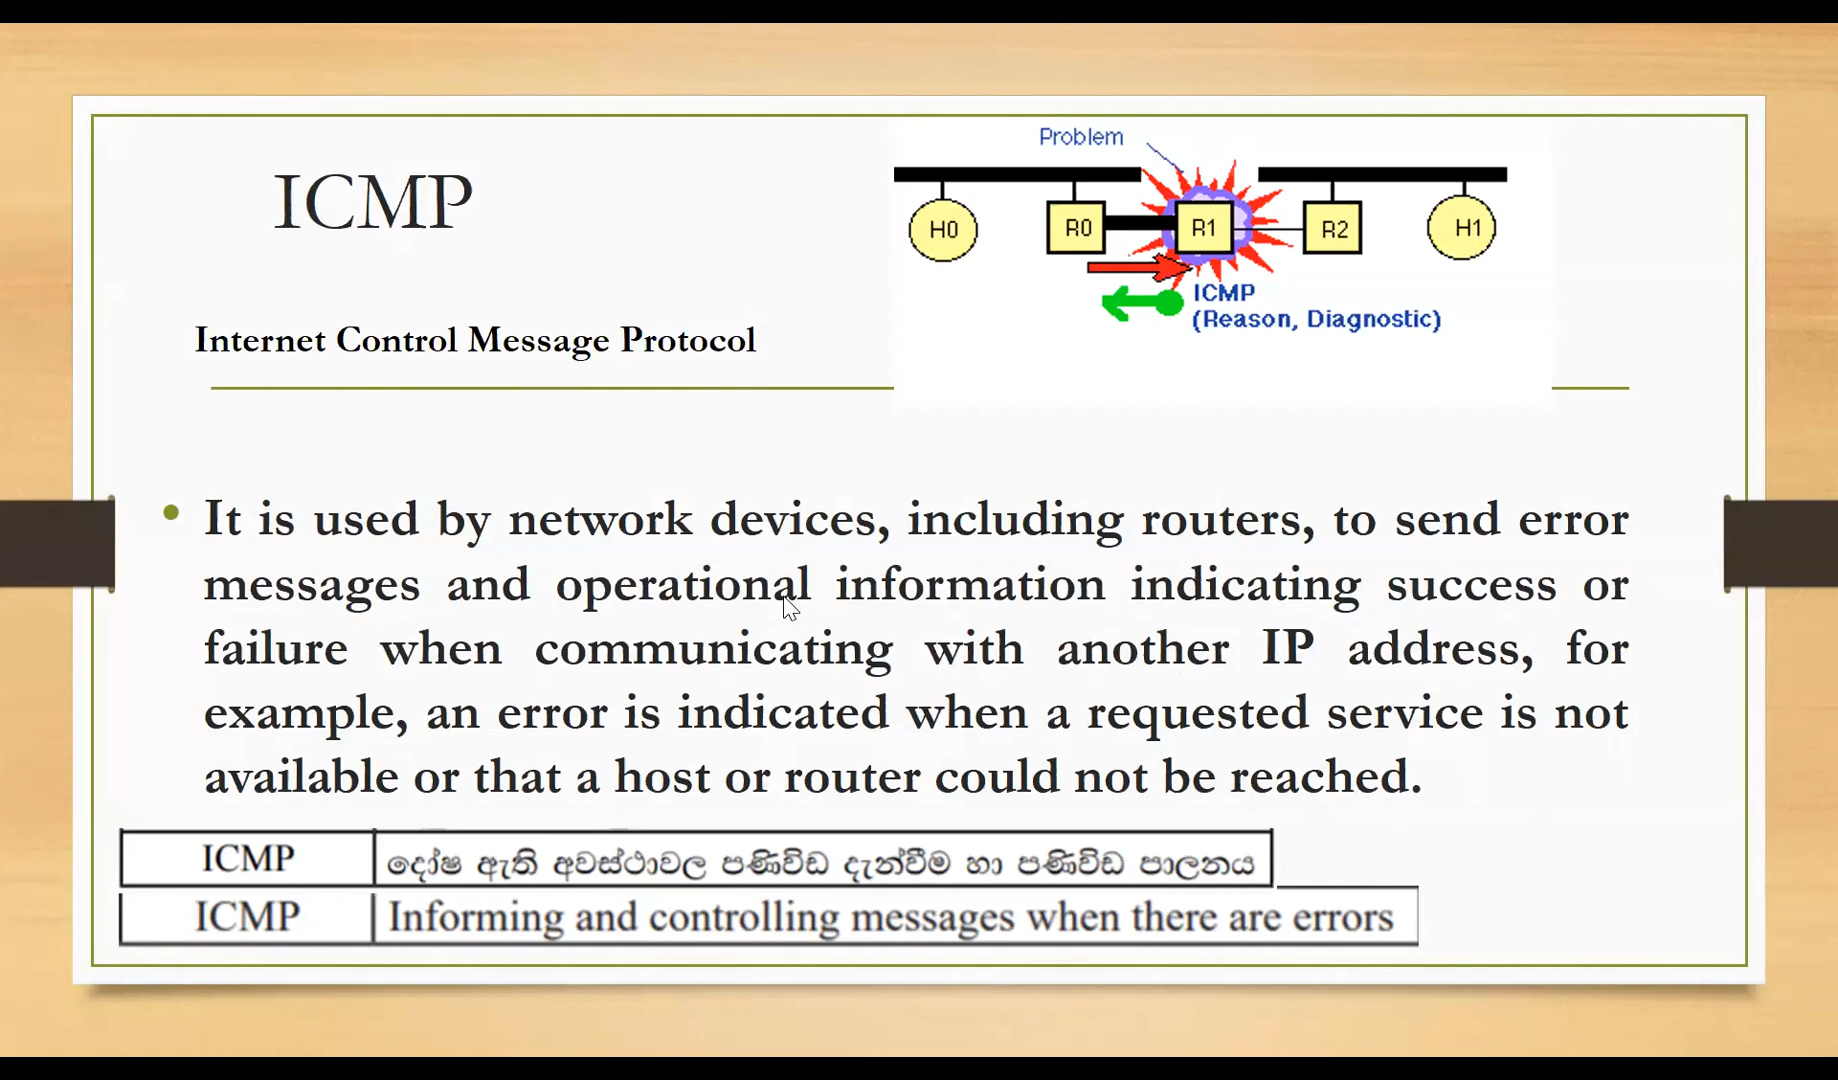 ICMP
Internet Control Message Protocol
Problem
H0
R0
R1
R2
H1
ICMP
(Reason, Diagnostic)
• It is used by network devices, including routers, to send error
messages and operational information indicating success or
failure when communicating with another IP address, for
example, an error is indicated when a requested service is not
available or that a host or router could not be reached.
ICMP දෝෂ ඇති අවස්ථාවල පණිවිඩ දැන්වීම හා පණිවිඩ පාලනය
ICMP Informing and controlling messages when there are errors